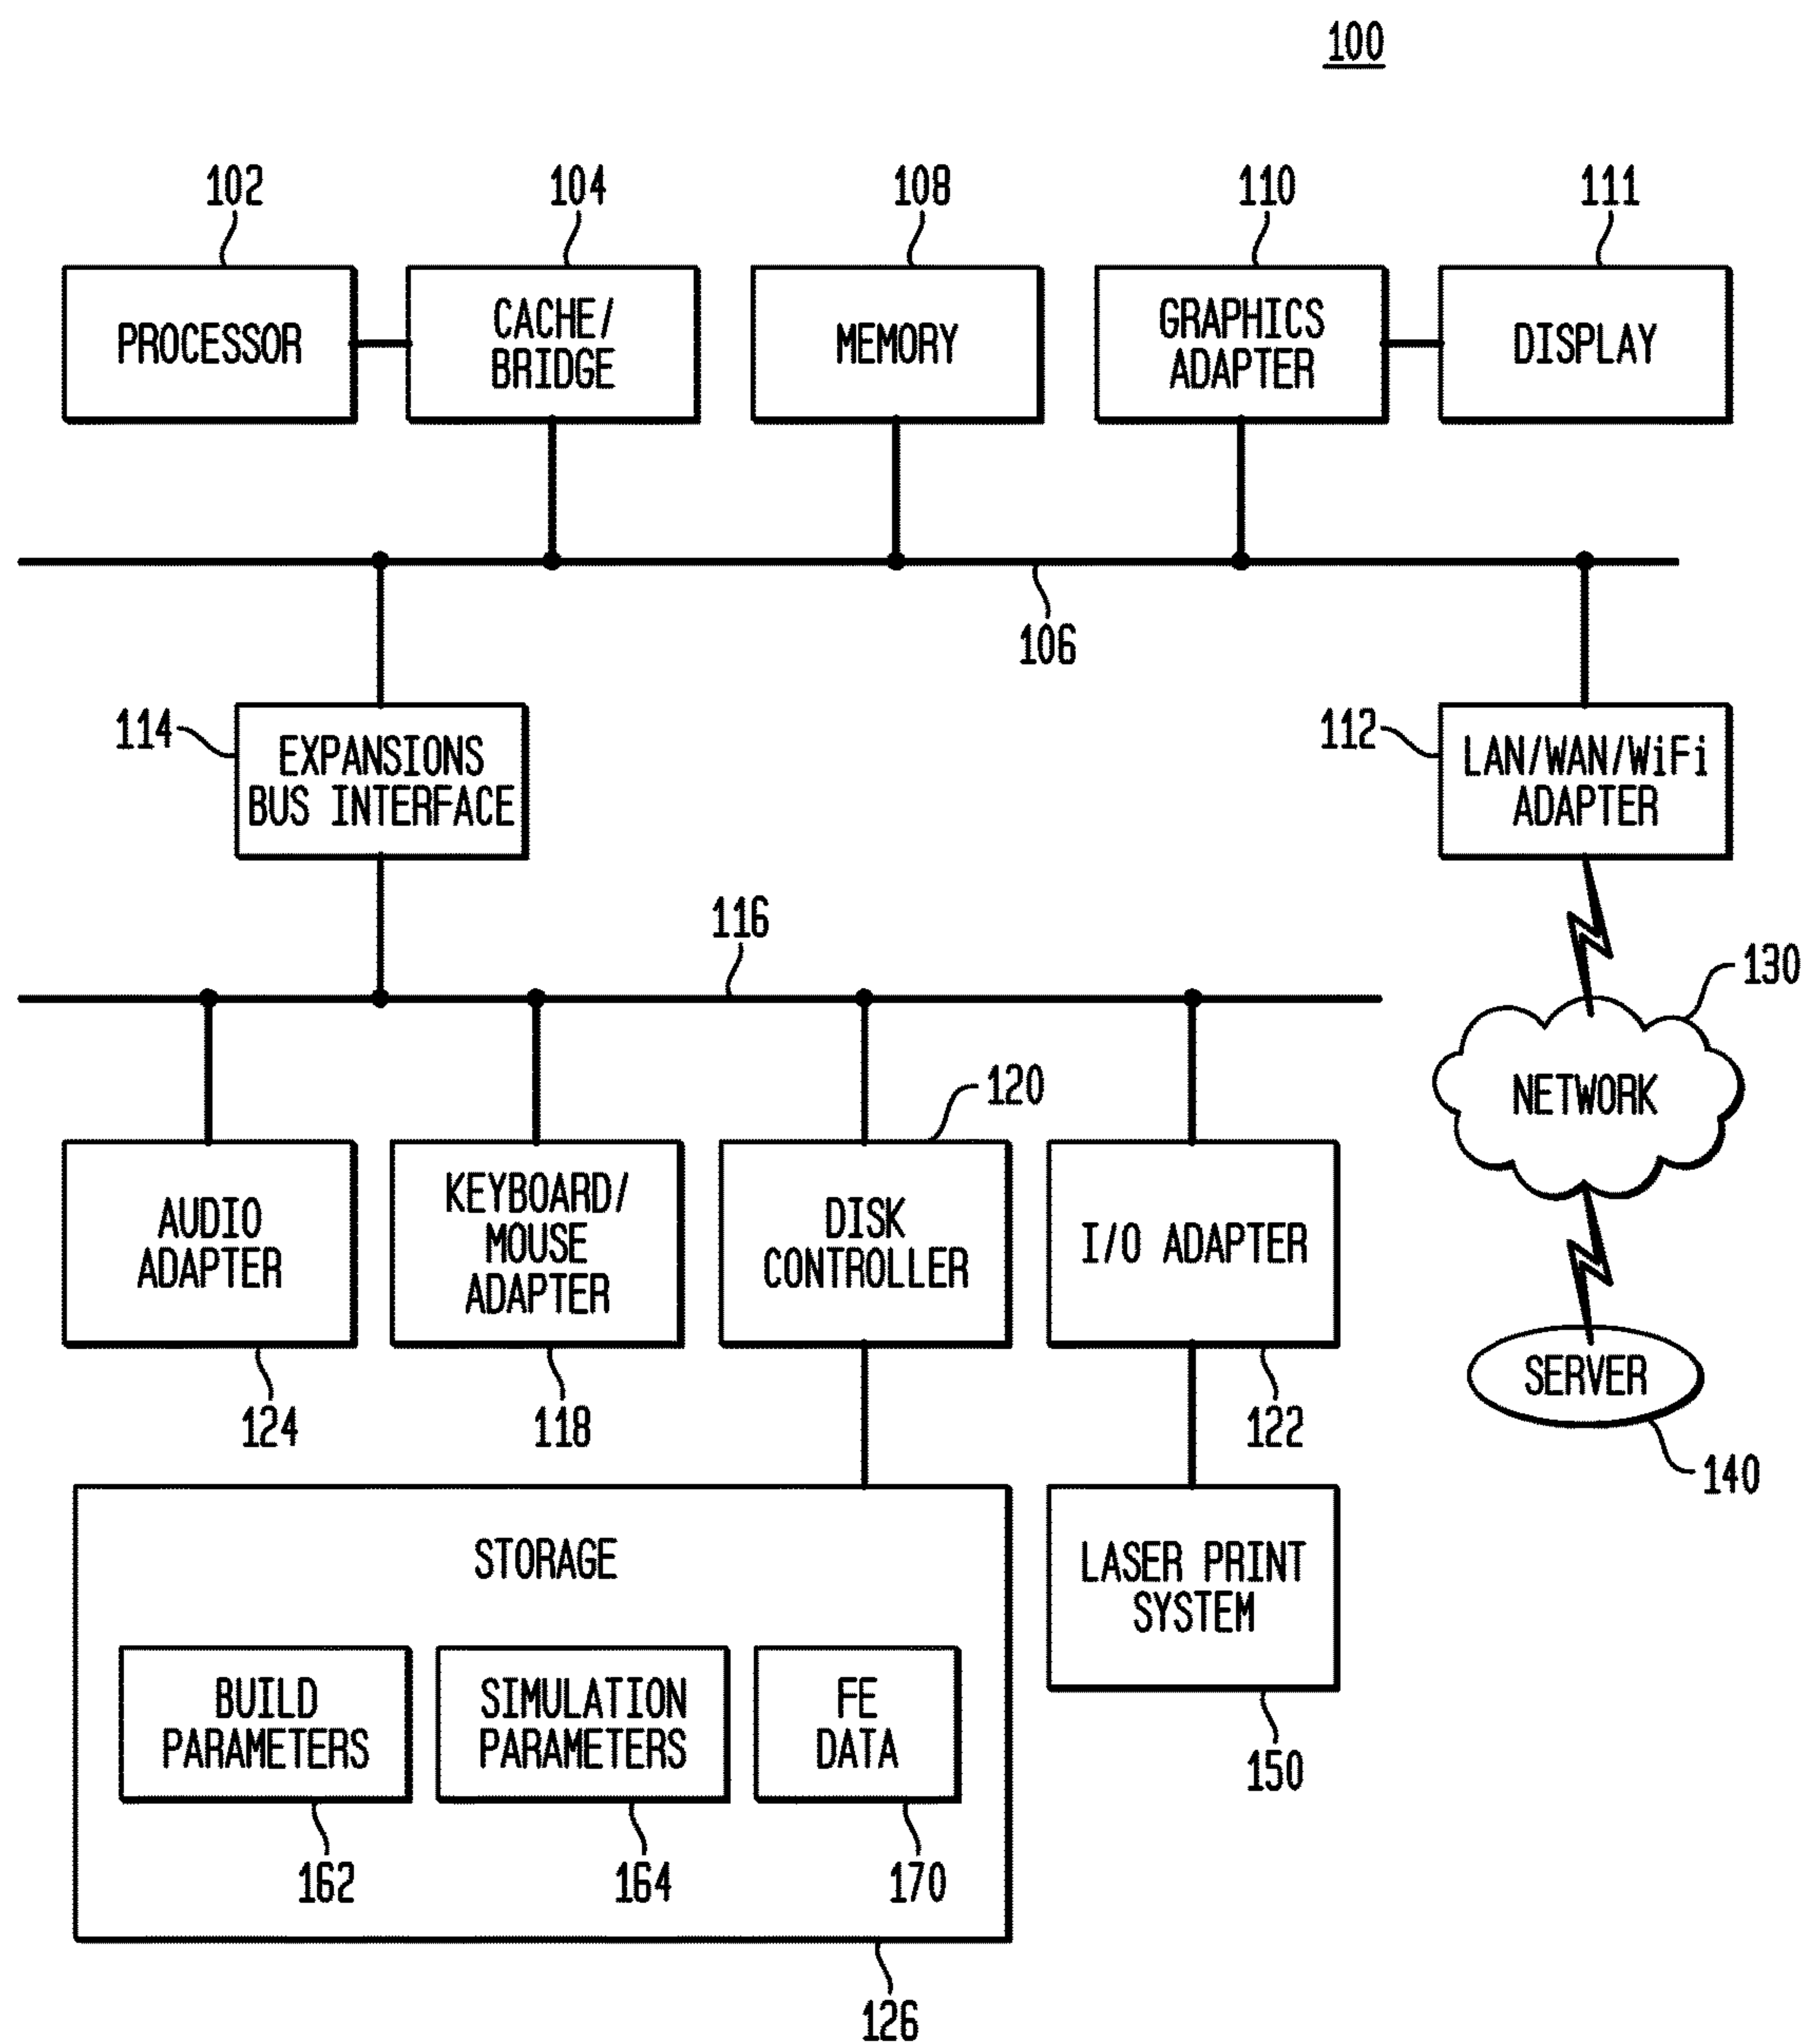 100
102
104
108
110
111
PROCESSOR
CACHE/
BRIDGE
MEMORY
GRAPHICS
ADAPTER
DISPLAY
106
114
EXPANSIONS
BUS INTERFACE
112
LAN/WAN/WiFi
ADAPTER
116
130
NETWORK
120
AUDIO
ADAPTER
KEYBOARD/
MOUSE
ADAPTER
DISK
CONTROLLER
I/O ADAPTER
SERVER
124
118
122
140
STORAGE
LASER PRINT
SYSTEM
BUILD
PARAMETERS
SIMULATION
PARAMETERS
FE
DATA
150
162
164
170
126